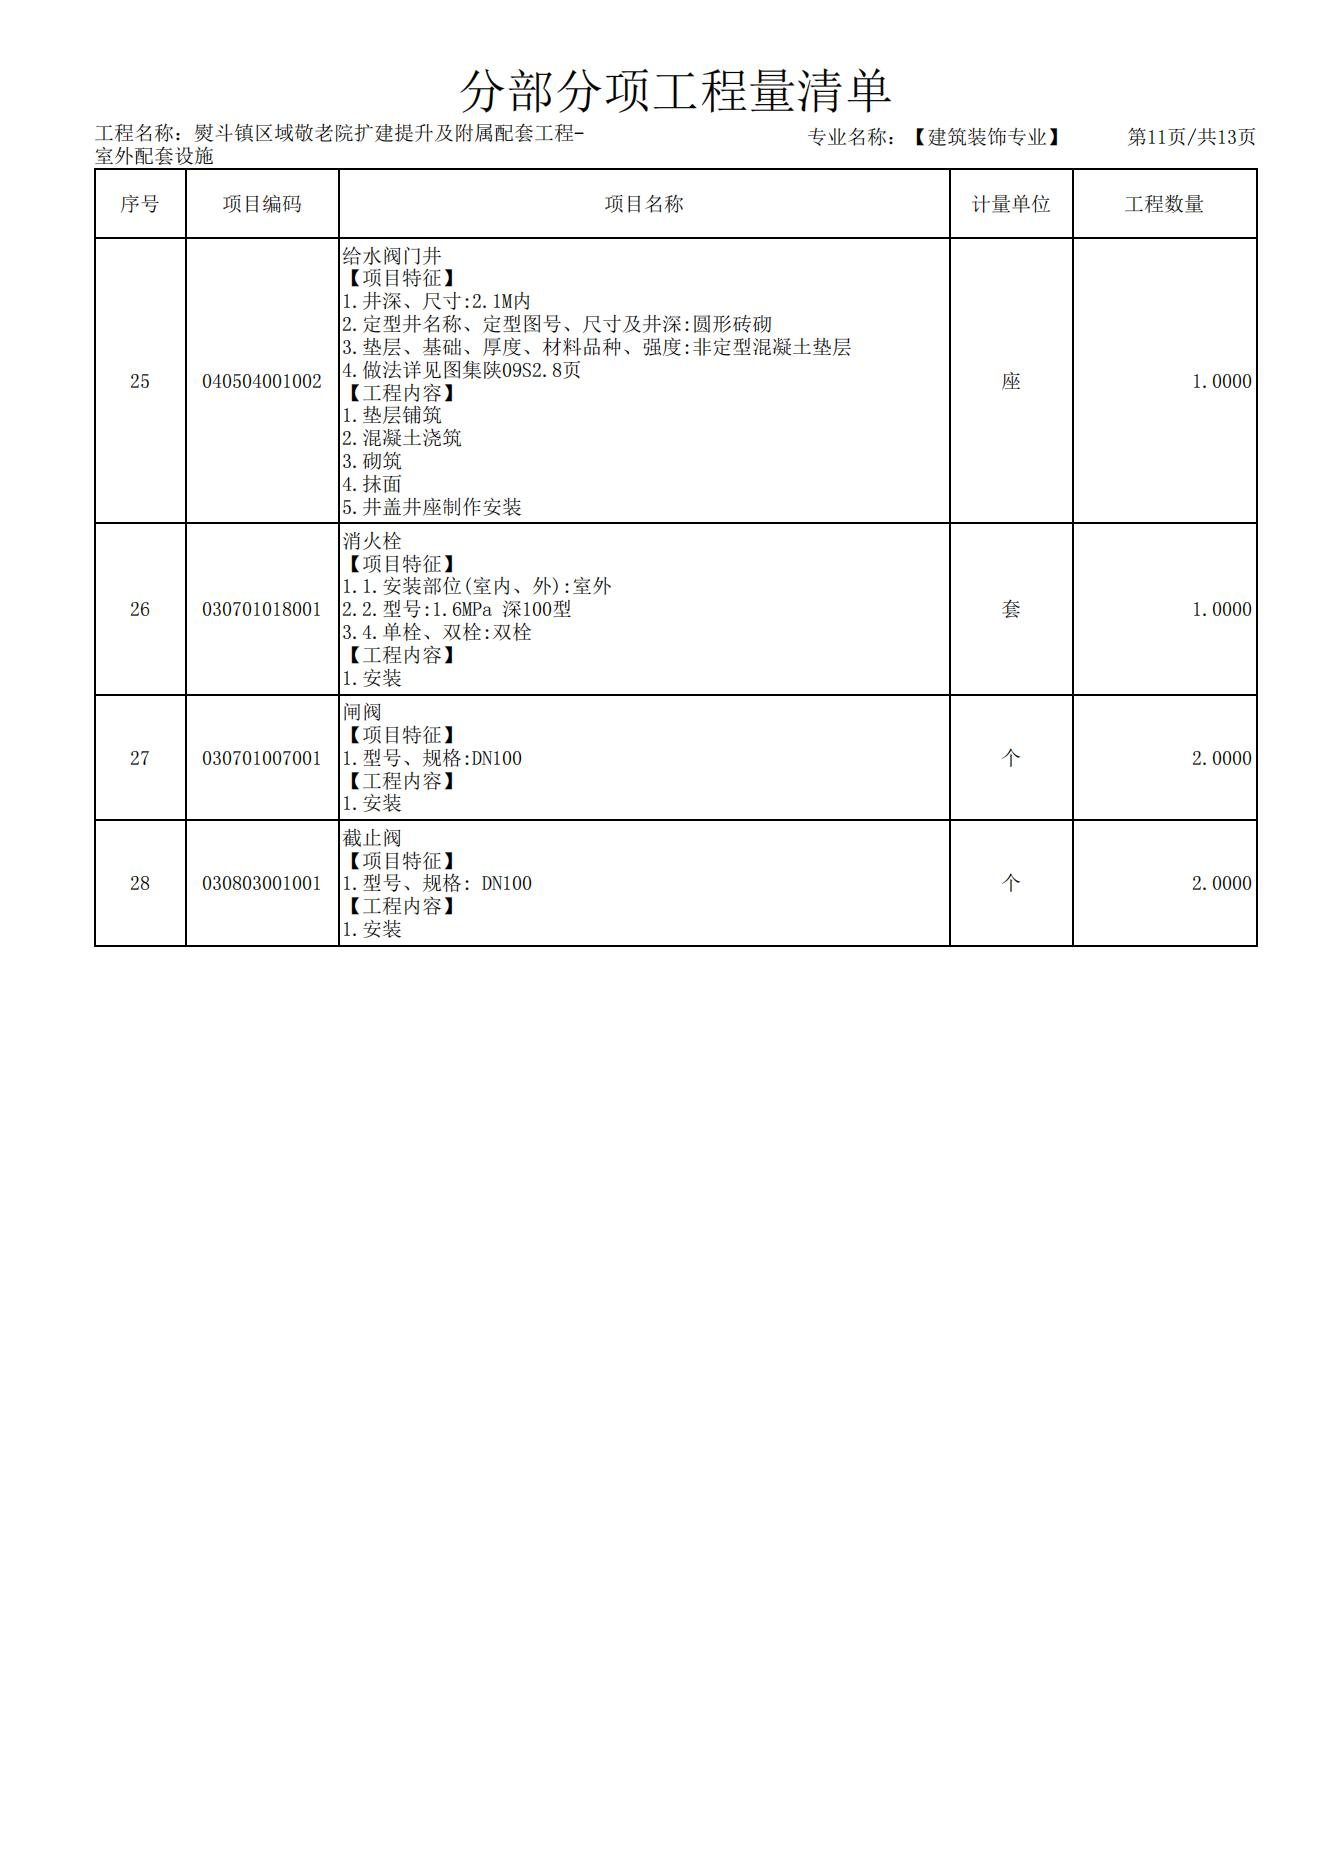 分部分项工程量清单
工程名称：熨斗镇区域敬老院扩建提升及附属配套工程-
室外配套设施
专业名称：【建筑装饰专业】
第11页/共13页
序号 项目编码 项目名称 计量单位 工程数量
给水阀门井
【项目特征】
1.井深、尺寸:2.1M内
2.定型井名称、定型图号、尺寸及井深:圆形砖砌
3.垫层、基础、厚度、材料品种、强度:非定型混凝土垫层
4.做法详见图集陕09S2.8页
25 040504001002 【工程内容】 座 1.0000
1.垫层铺筑
2.混凝土浇筑
3.砌筑
4.抹面
5.井盖井座制作安装
消火栓
【项目特征】
1.1.安装部位(室内、外):室外
26 030701018001 2.2.型号:1.6MPa 深100型 套 1.0000
3.4.单栓、双栓:双栓
【工程内容】
1.安装
闸阀
【项目特征】
27 030701007001 1.型号、规格:DN100 个 2.0000
【工程内容】
1.安装
截止阀
【项目特征】
28 030803001001 1.型号、规格: DN100 个 2.0000
【工程内容】
1.安装